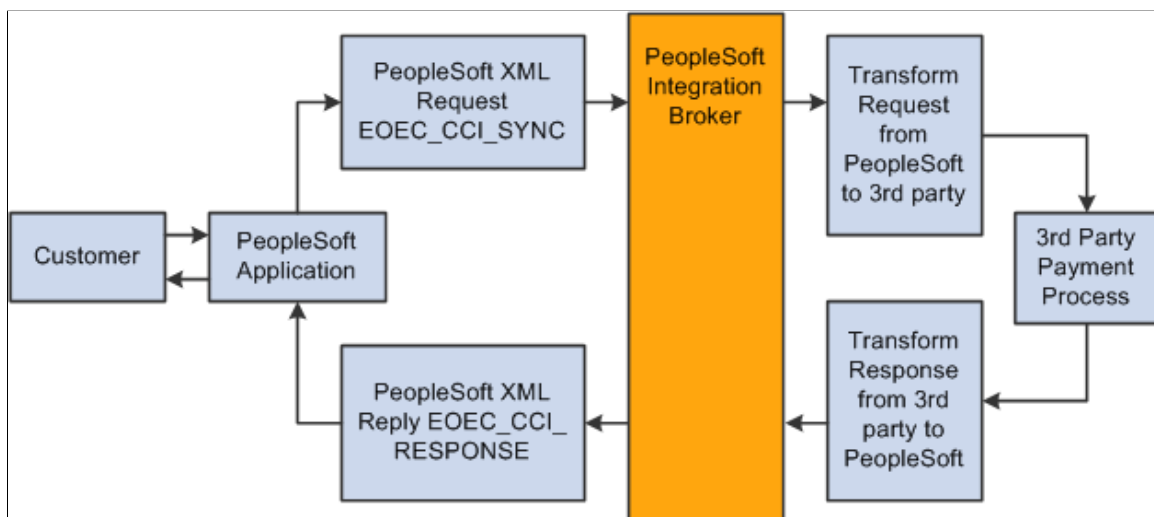 PeopleSoft XML
Request
EOEC_CCI_SYNC
PeopleSoft
Integration
Broker
Transform
Request
from
PeopleSoft
to 3rd party
Customer
PeopleSoft
Application
3rd Party
Payment
Process
PeopleSoft XML
Reply EOEC_CCI_
RESPONSE
Transform
Response
from 3rd
party to
PeopleSoft